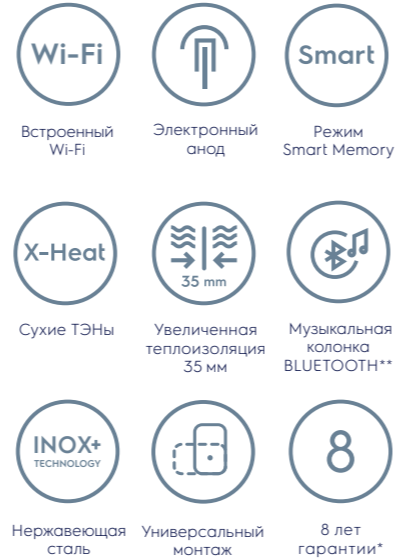 Wi-Fi
Встроенный
Wi-Fi
Электронный
анод
Smart
Режим
Smart Memory
X-Heat
Сухие ТЭНы
35 mm
Увеличенная
теплоизоляция
35 мм
Музыкальная
колонка
BLUETOOTH**
INOX+
TECHNOLOGY
Нержавеющая
сталь
Универсальный
монтаж
8
8 лет
гарантии*